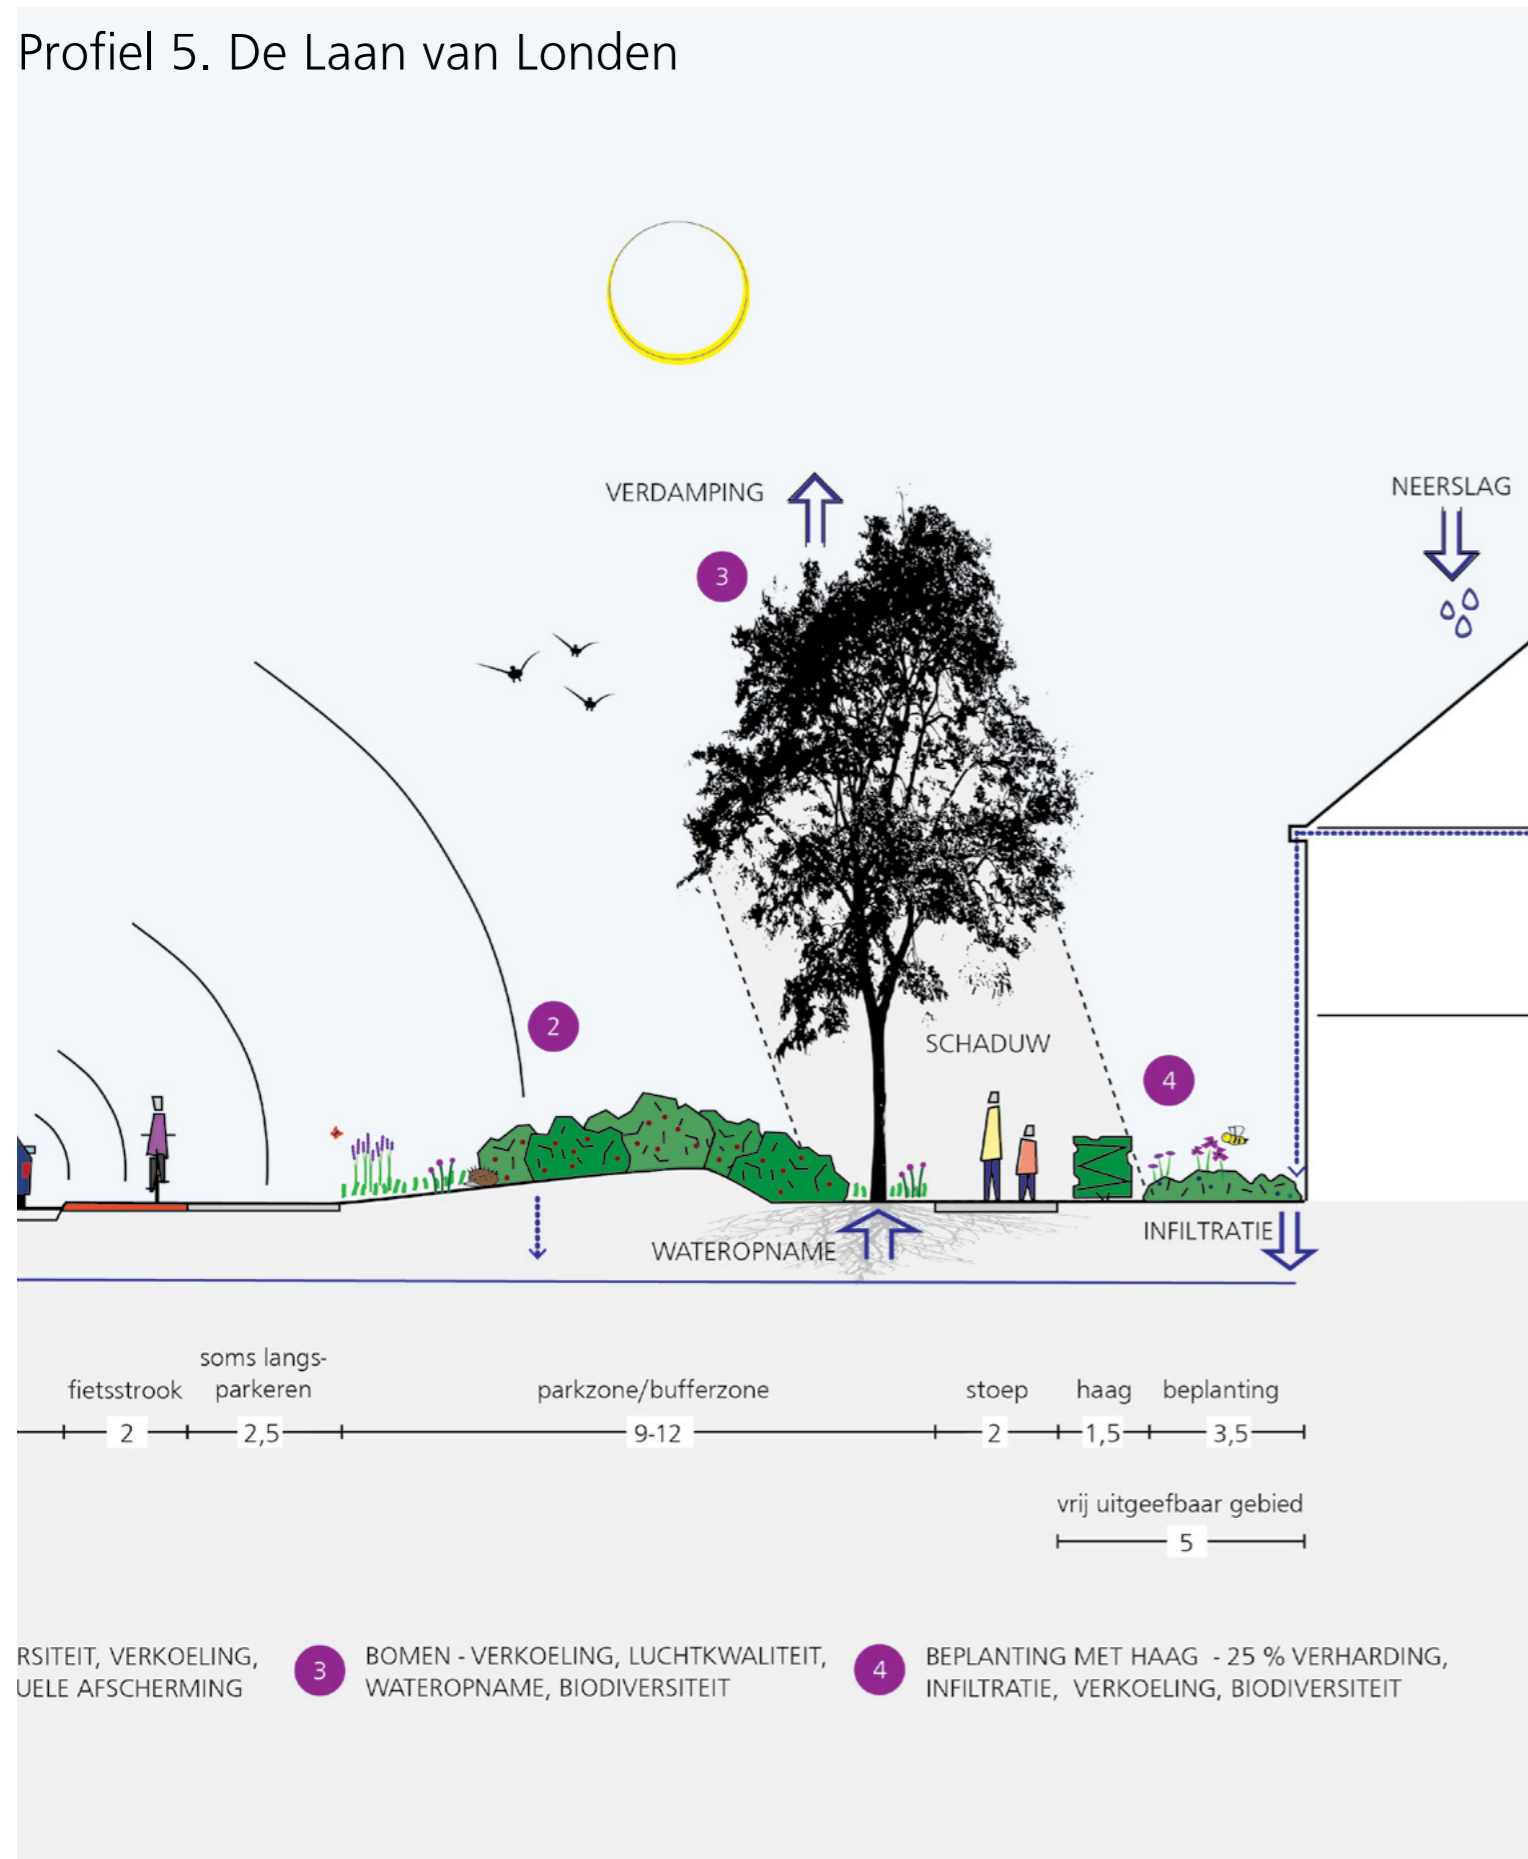 Profiel 5. De Laan van Londen
VERDAMPING
NEERSLAG
3
2
SCHADUW
4
WATEROPNAME
INFILTRATIE
soms langs-
parkeren
fietsstrook
parkzone/bufferzone
stoep
haag
beplanting
2
2,5
9-12
2
1,5
3,5
vrij uitgeefbaar gebied
5
RSITEIT, VERKOELING,
UELE AFSCHERMING
3
BOMEN - VERKOELING, LUCHTKWALITEIT,
WATEROPNAME, BIODIVERSITEIT
4
BEPLANTING MET HAAG - 25 % VERHARDING,
INFILTRATIE, VERKOELING, BIODIVERSITEIT